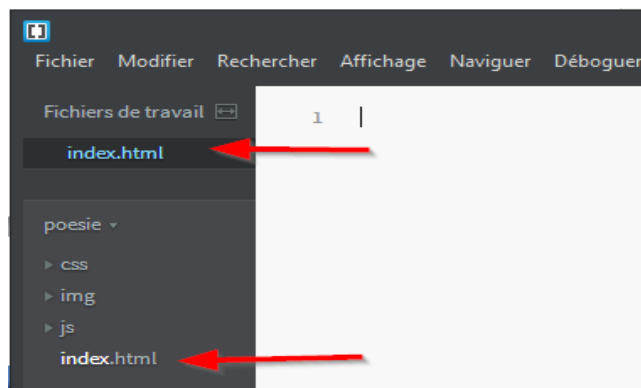 Fichier Modifier Rechercher Affichage Naviguer Déboguer
Fichiers de travail
1
index.html
poesie
css
img
js
index.html